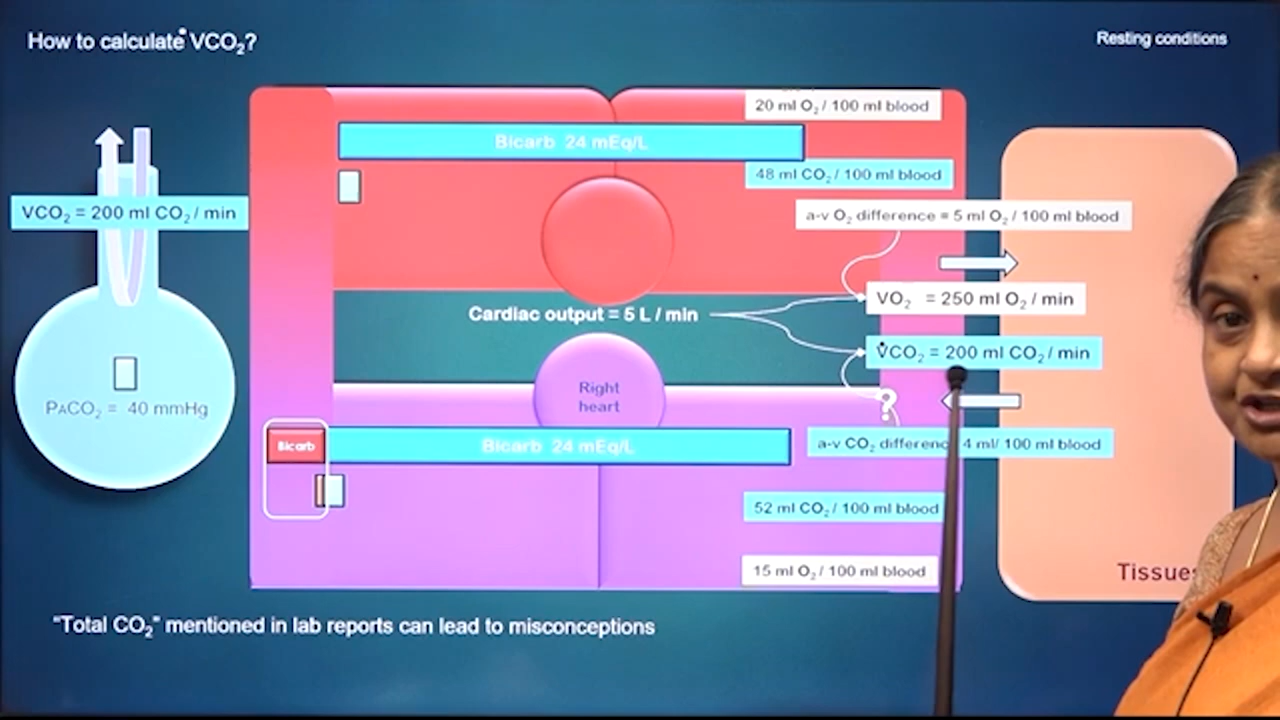 How to calculate V̇CO₂?
Resting conditions
20 ml O₂ / 100 ml blood
Bicarb 24 mEq/L
48 ml CO₂ / 100 ml blood
VCO₂ = 200 ml CO₂ / min
a-v O₂ difference = 5 ml O₂ / 100 ml blood
VO₂ = 250 ml O₂ / min
Cardiac output = 5 L / min
V̇CO₂ = 200 ml CO₂ / min
Right
heart
PACO₂ = 40 mmHg
?
Bicarb
Bicarb 24 mEq/L
a-v CO₂ differenc 4 ml/ 100 ml blood
52 ml CO₂ / 100 ml blood
15 ml O₂ / 100 ml blood
Tissues
"Total CO₂" mentioned in lab reports can lead to misconceptions